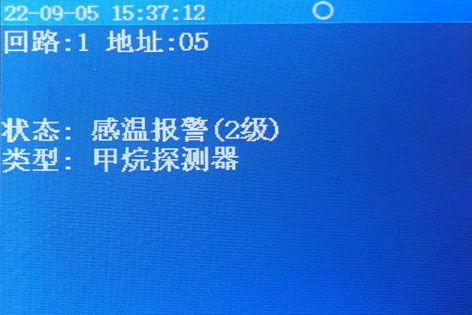 22-09-05 15:37:12
回路:1 地址:05
状态: 感温报警(2级)
类型: 甲烷探测器